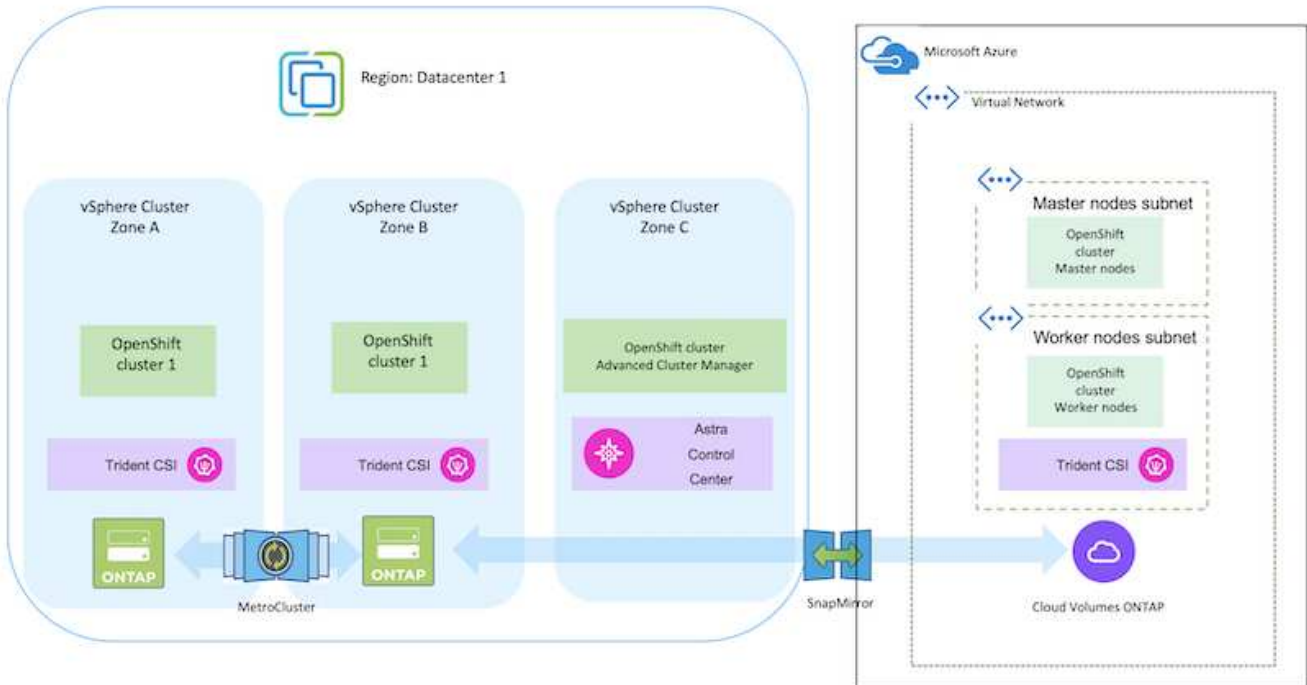 Region: Datacenter 1
vSphere Cluster
Zone A
vSphere Cluster
Zone B
vSphere Cluster
Zone C
OpenShift
cluster 1
OpenShift
cluster 1
OpenShift cluster
Advanced Cluster Manager
Trident CSI
Trident CSI
Astra
Control
Center
ONTAP
ONTAP
MetroCluster
SnapMirror
Microsoft Azure
Virtual Network
Master nodes subnet
OpenShift
cluster
Master nodes
Worker nodes subnet
OpenShift
cluster
Worker nodes
Trident CSI
Cloud Volumes ONTAP